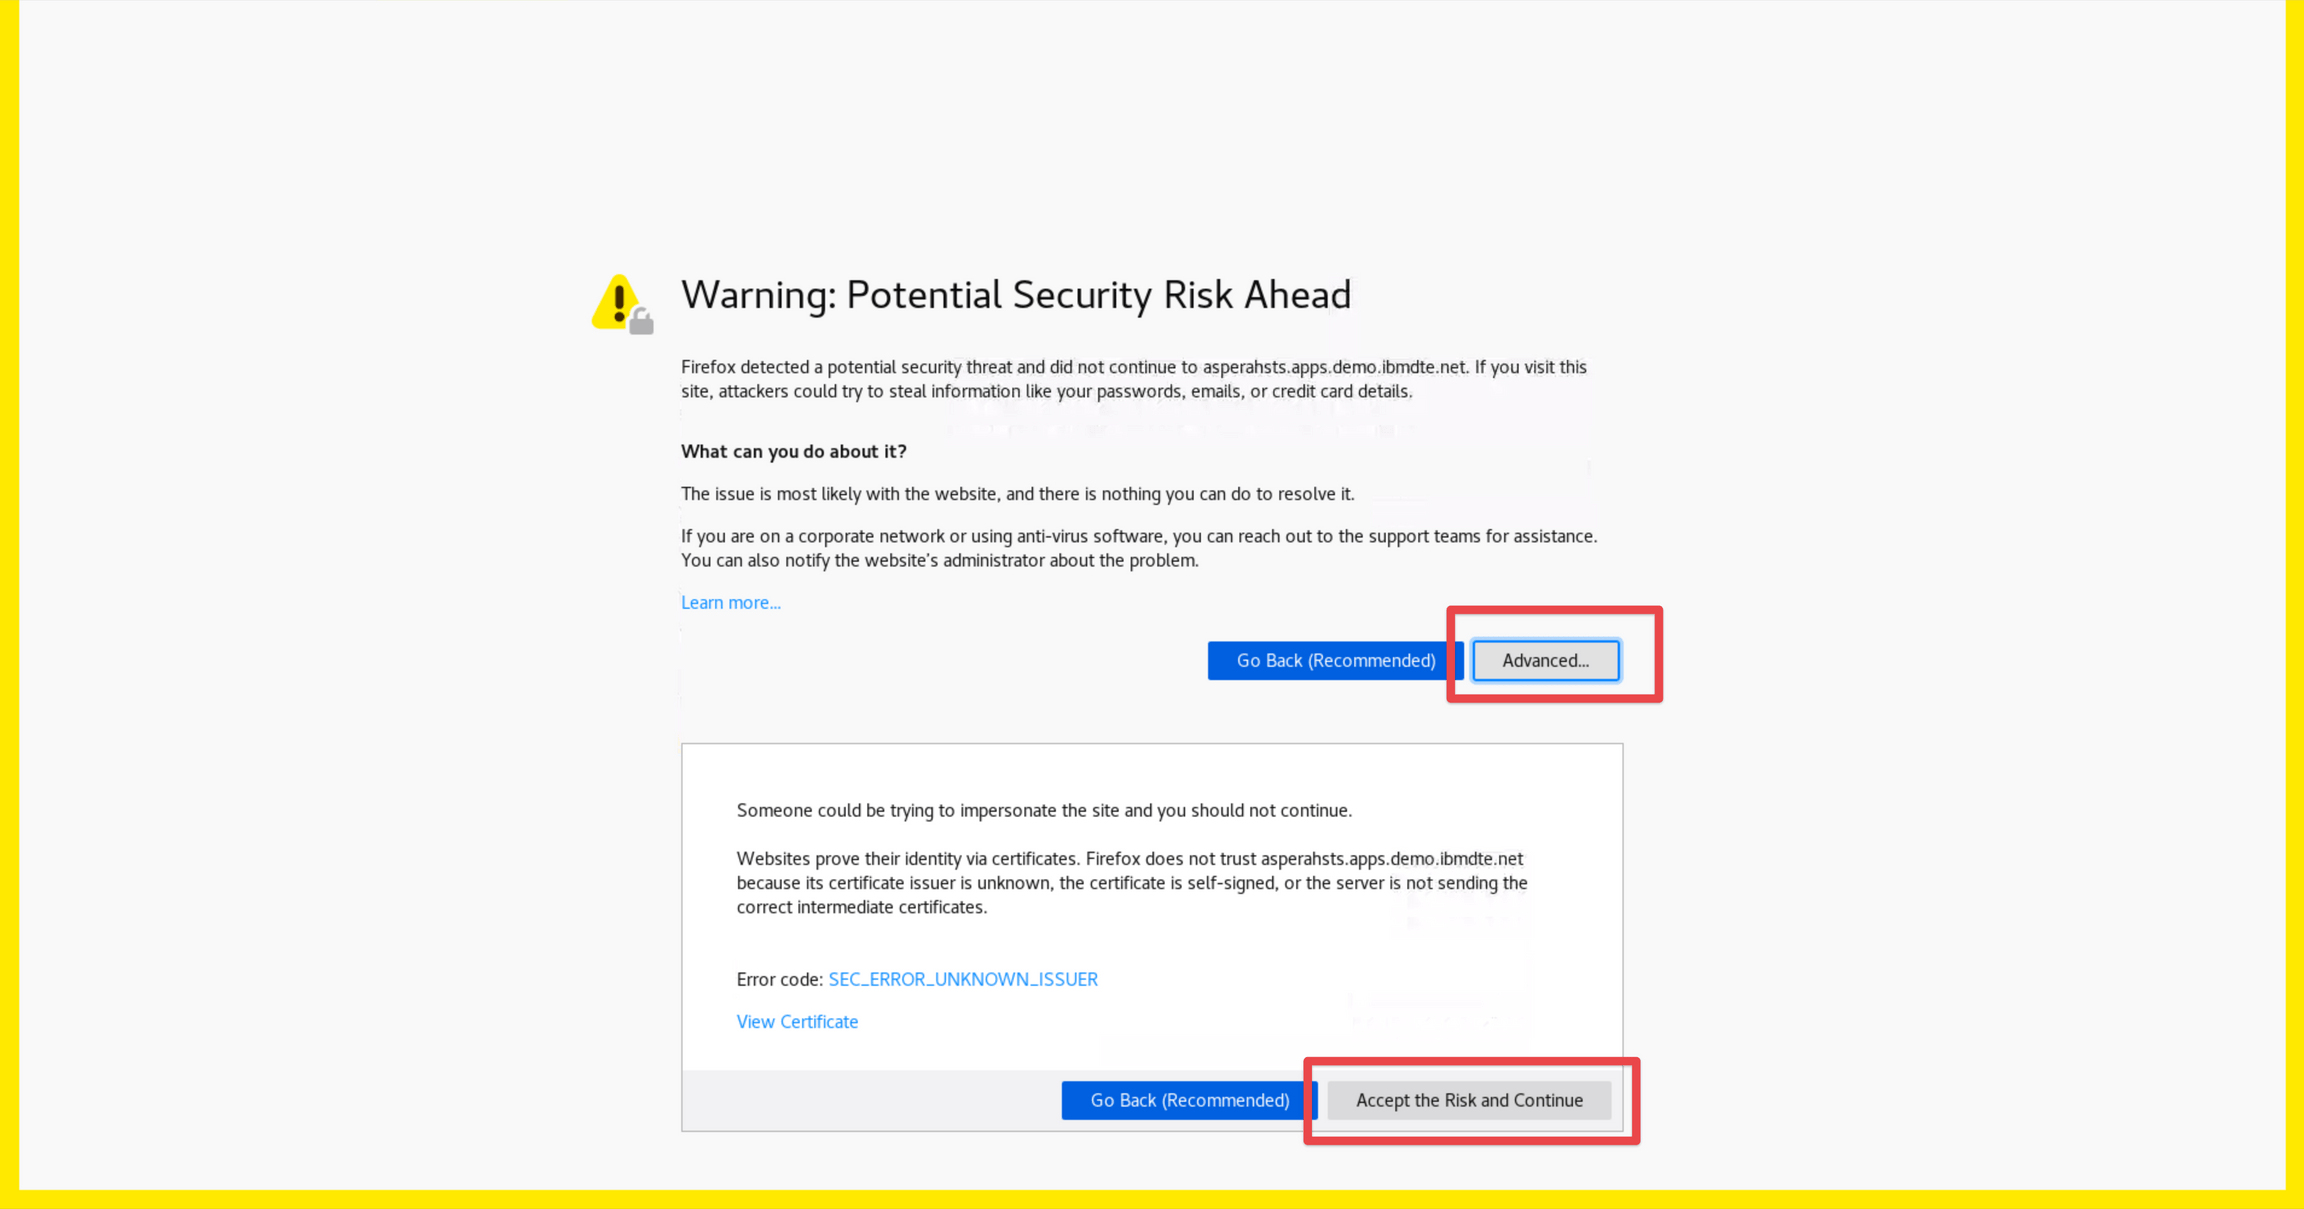 Warning: Potential Security Risk Ahead
Firefox detected a potential security threat and did not continue to asperahsts.apps.demo.ibmdte.net. If you visit this
site, attackers could try to steal information like your passwords, emails, or credit card details.
What can you do about it?
The issue is most likely with the website, and there is nothing you can do to resolve it.
If you are on a corporate network or using anti-virus software, you can reach out to the support teams for assistance.
You can also notify the website's administrator about the problem.
Learn more...
Go Back (Recommended) Advanced...
Someone could be trying to impersonate the site and you should not continue.
Websites prove their identity via certificates. Firefox does not trust asperahsts.apps.demo.ibmdte.net
because its certificate issuer is unknown, the certificate is self-signed, or the server is not sending the
correct intermediate certificates.
Error code: SEC_ERROR_UNKNOWN_ISSUER
View Certificate
Go Back (Recommended) Accept the Risk and Continue